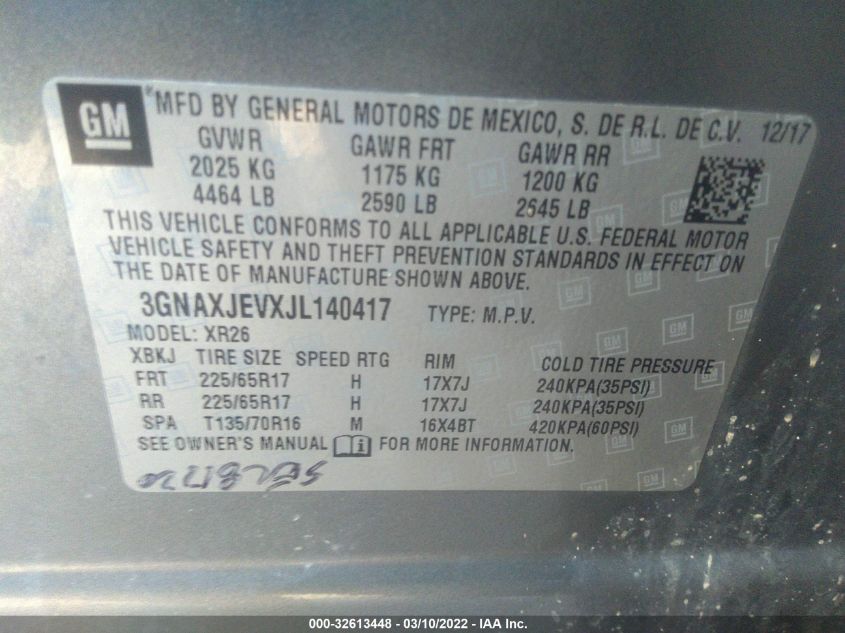 GM
*MFD BY GENERAL MOTORS DE MEXICO, S. DE R.L. DE C.V. 12/17
GVWR GAWR FRT GAWR RR
2025 KG 1175 KG 1200 KG
4464 LB 2590 LB 2645 LB
THIS VEHICLE CONFORMS TO ALL APPLICABLE U.S. FEDERAL MOTOR
VEHICLE SAFETY AND THEFT PREVENTION STANDARDS IN EFFECT ON
THE DATE OF MANUFACTURE SHOWN ABOVE.
3GNAXJEVXJL140417 TYPE: M.P.V.
MODEL: XR26
XBKJ TIRE SIZE SPEED RTG RIM COLD TIRE PRESSURE
FRT 225/65R17 H 17X7J 240KPA(35PSI)
RR 225/65R17 H 17X7J 240KPA(35PSI)
SPA T135/70R16 M 16X4BT 420KPA(60PSI)
SEE OWNER'S MANUAL FOR MORE INFORMATION.
000-32613448 - 03/10/2022 - IAA Inc.